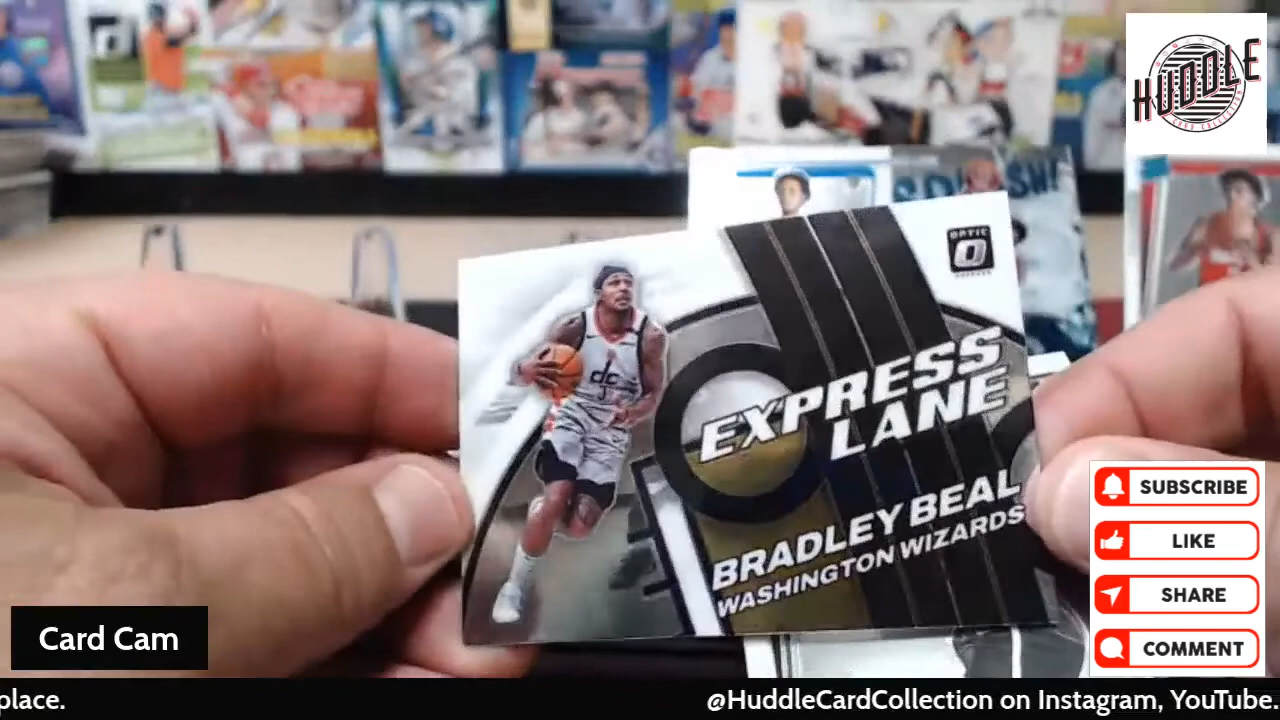 HUDDLE
OPTIC
EXPRESS
LANE
BRADLEY BEAL
WASHINGTON WIZARDS
dc
SUBSCRIBE
LIKE
SHARE
COMMENT
Card Cam
place.
@HuddleCardCollection on Instagram, YouTube.